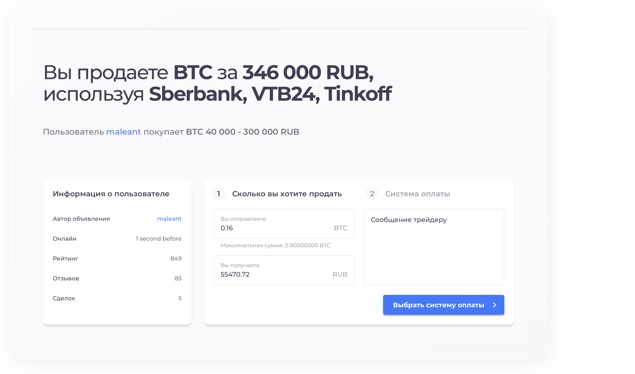 Вы продаете BTC за 346 000 RUB,
используя Sberbank, VTB24, Tinkoff
Пользователь maleant покупает BTC 40 000 - 300 000 RUB
Информация о пользователе
Автор объявления maleant
Онлайн 1 second before
Рейтинг 849
Отзывов 85
Сделок 5
1 Сколько вы хотите продать
Вы отправляете
0.16 BTC
Максимальная сумма: 0.00000000 BTC
Вы получаете
55470.72 RUB
2 Система оплаты
Сообщение трейдеру
Выбрать систему оплаты